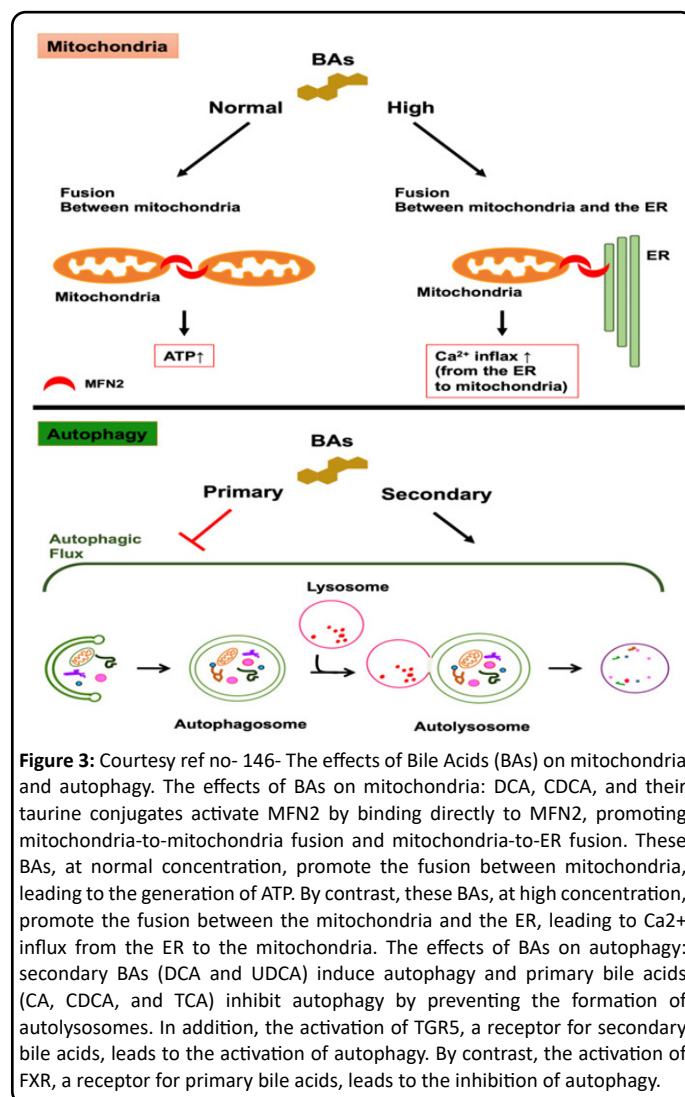 Mitochondria
BAs
Normal High
Fusion
Between mitochondria
Fusion
Between mitochondria and the ER
ER
Mitochondria
Mitochondria
ATP↑
Ca²⁺ inflax ↑
(from the ER
to mitochondria)
MFN2
Autophagy
BAs
Primary Secondary
Autophagic
Flux
Lysosome
Autophagosome
Autolysosome
Figure 3: Courtesy ref no- 146- The effects of Bile Acids (BAs) on mitochondria
and autophagy. The effects of BAs on mitochondria: DCA, CDCA, and their
taurine conjugates activate MFN2 by binding directly to MFN2, promoting
mitochondria-to-mitochondria fusion and mitochondria-to-ER fusion. These
BAs, at normal concentration, promote the fusion between mitochondria,
leading to the generation of ATP. By contrast, these BAs, at high concentration,
promote the fusion between the mitochondria and the ER, leading to Ca2+
influx from the ER to the mitochondria. The effects of BAs on autophagy:
secondary BAs (DCA and UDCA) induce autophagy and primary bile acids
(CA, CDCA, and TCA) inhibit autophagy by preventing the formation of
autolysosomes. In addition, the activation of TGR5, a receptor for secondary
bile acids, leads to the activation of autophagy. By contrast, the activation of
FXR, a receptor for primary bile acids, leads to the inhibition of autophagy.